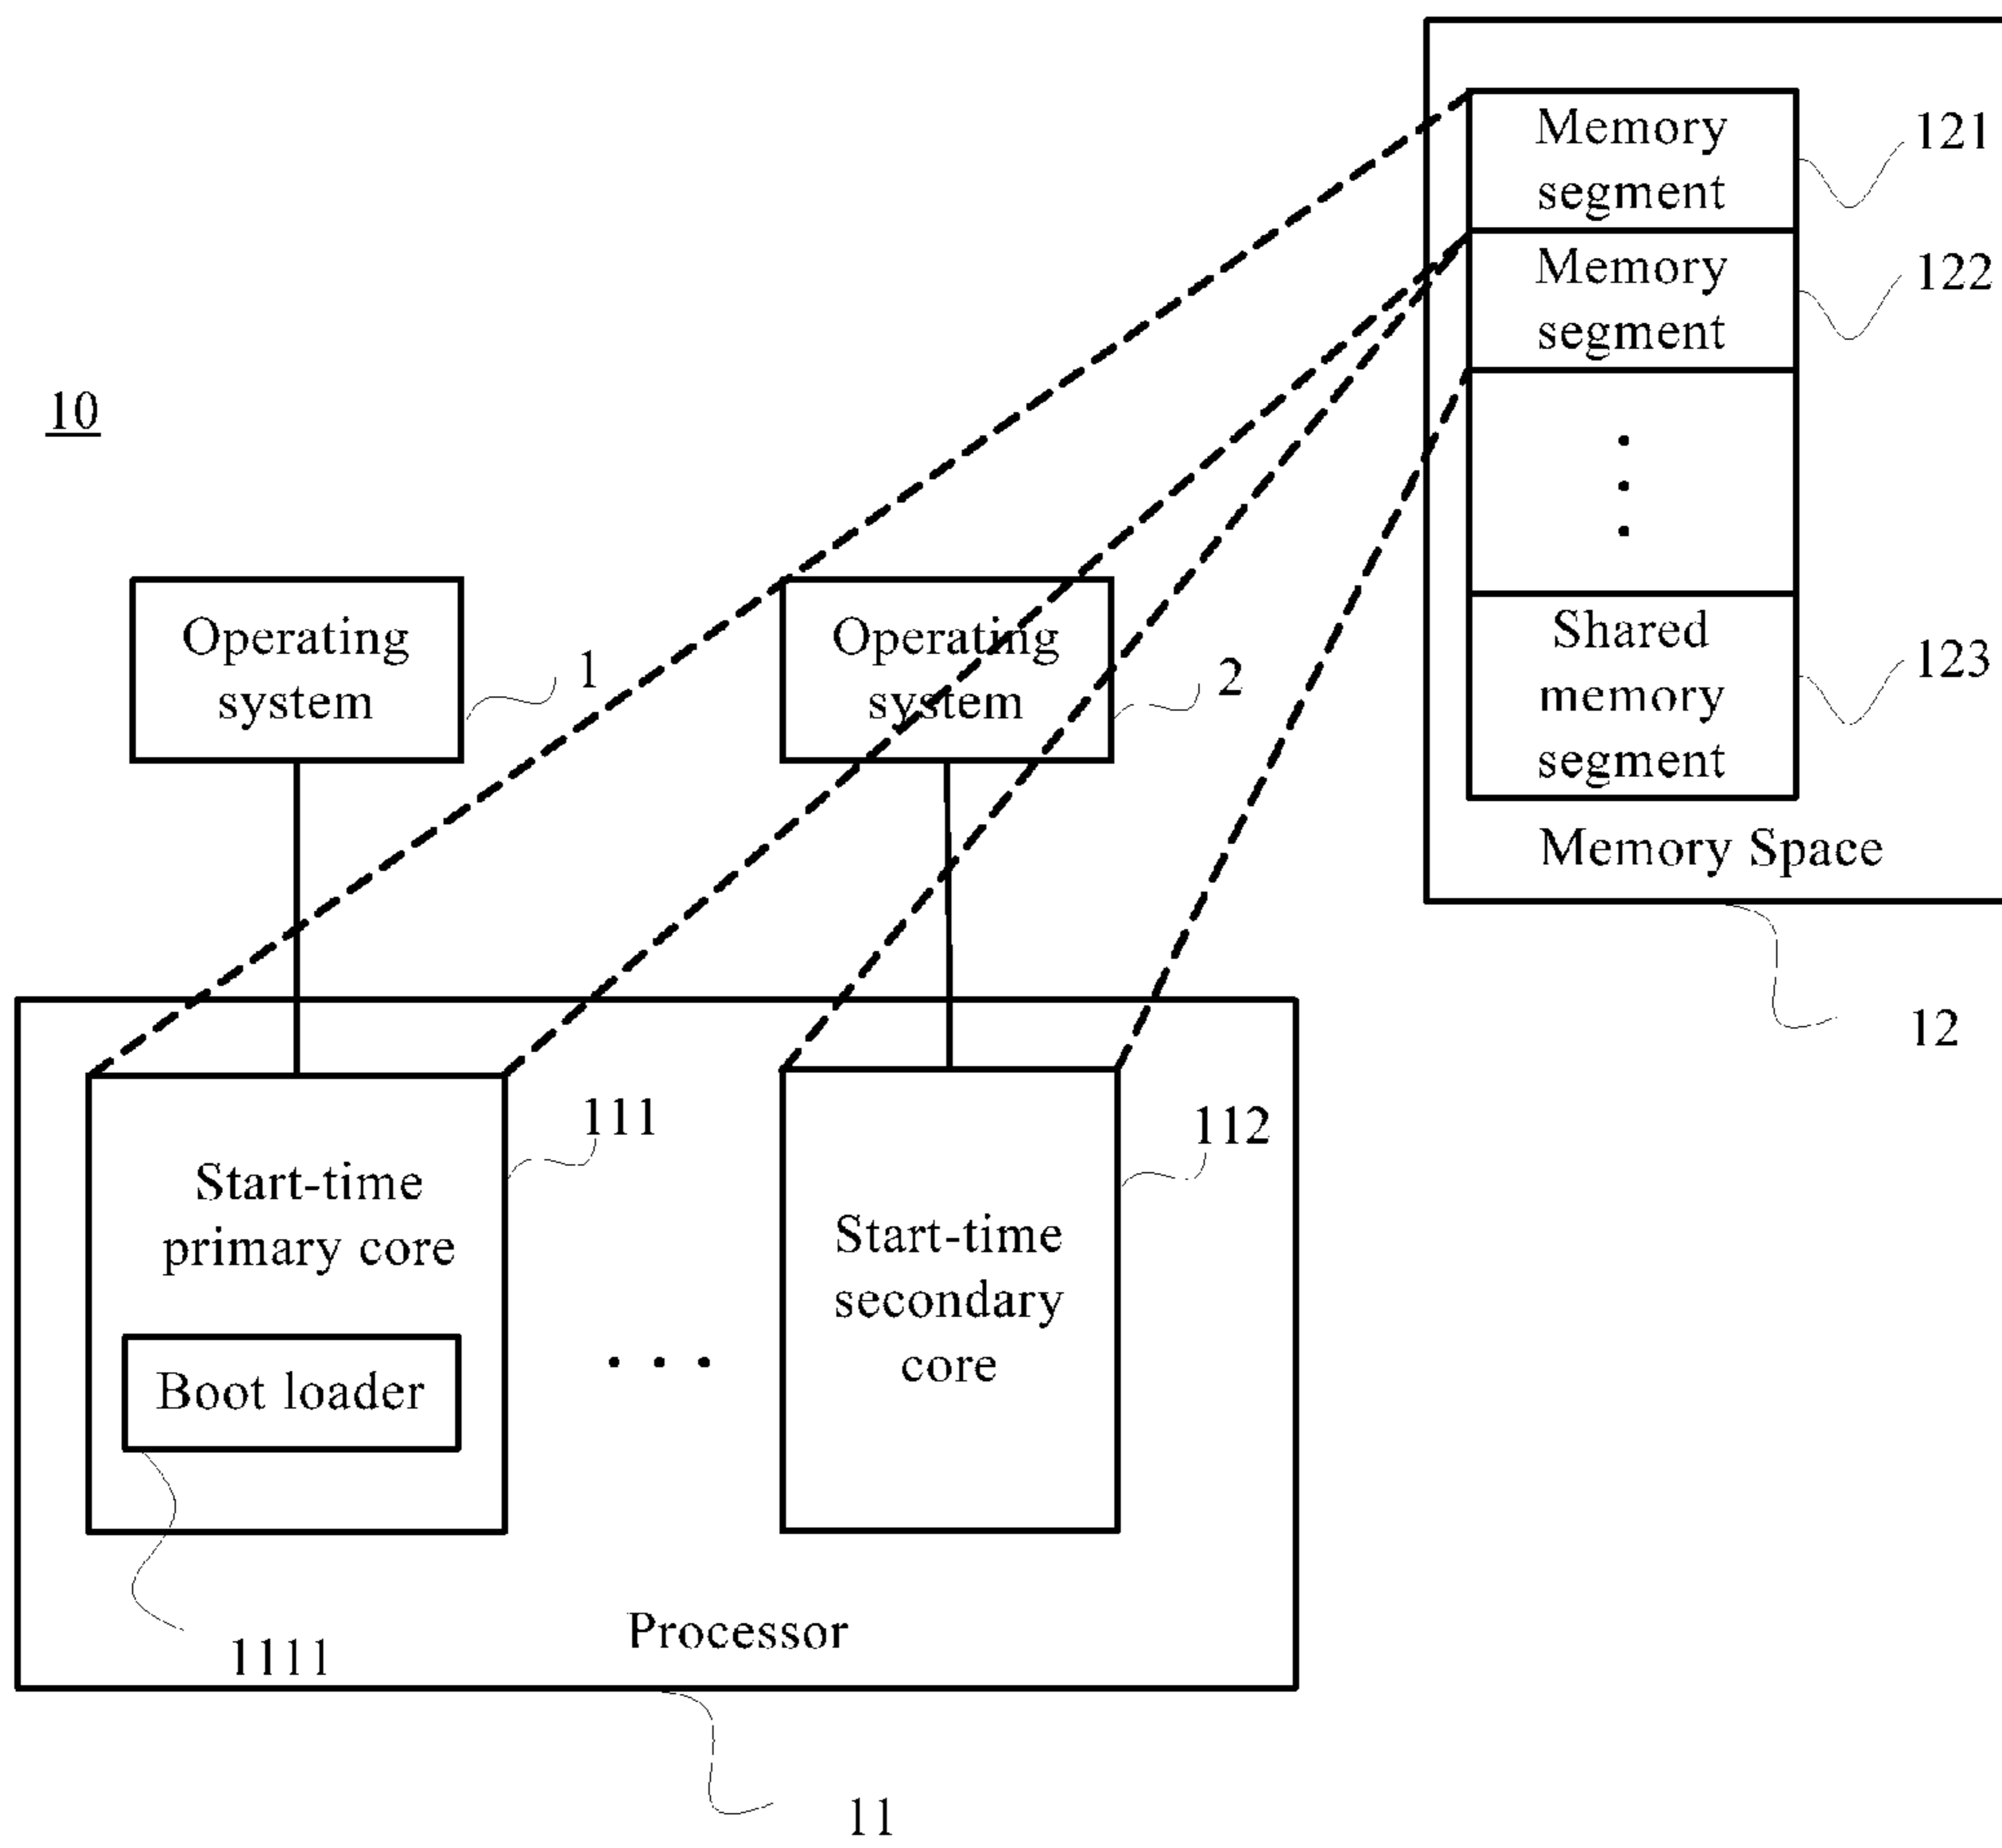 Memory
segment
121
Memory
segment
122
10
Operating
system
1
Operating
system
2
Shared
memory
segment
123
Memory Space
12
Start-time
primary core
111
Boot loader
1111
Start-time
secondary
core
112
Processor
11